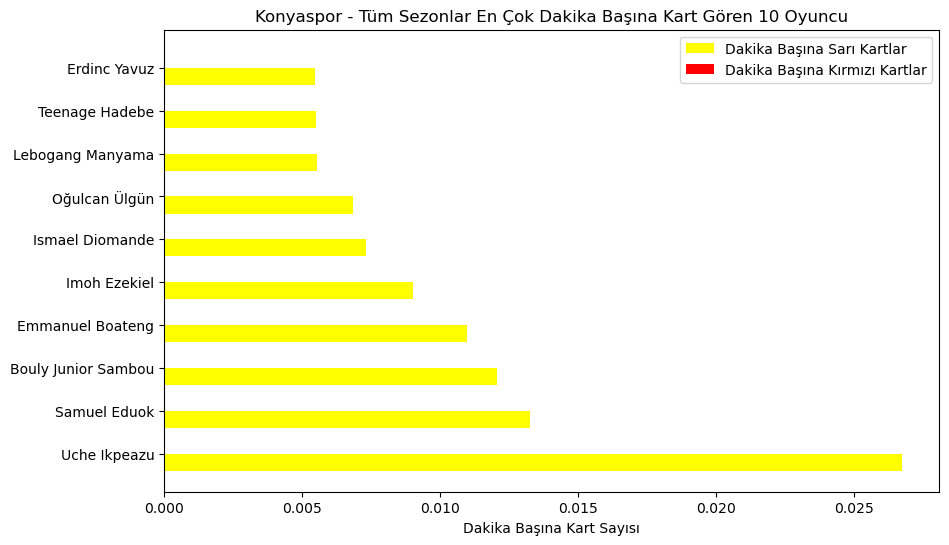 Konyaspor - Tüm Sezonlar En Çok Dakika Başına Kart Gören 10 Oyuncu
Dakika Başına Sarı Kartlar
Dakika Başına Kırmızı Kartlar
Erdinc Yavuz
Teenage Hadebe
Lebogang Manyama
Oğulcan Ülgün
Ismael Diomande
Imoh Ezekiel
Emmanuel Boateng
Bouly Junior Sambou
Samuel Eduok
Uche Ikpeazu
0.000 0.005 0.010 0.015 0.020 0.025
Dakika Başına Kart Sayısı